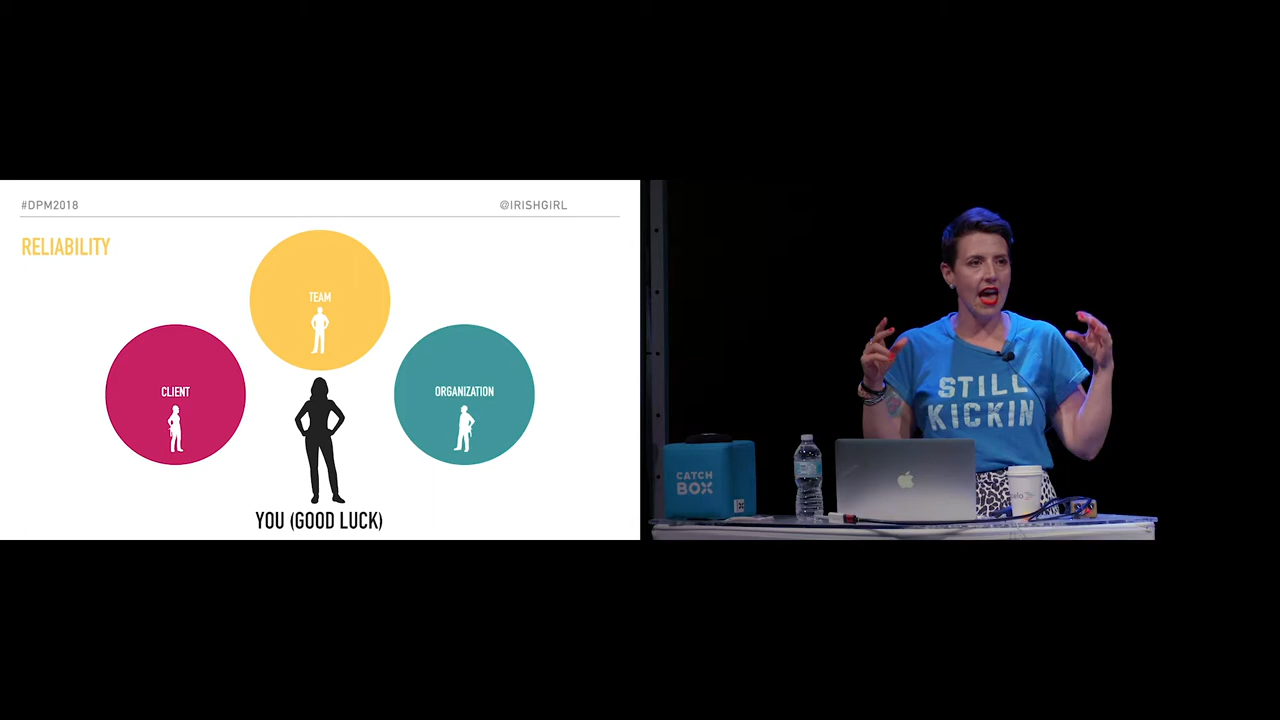 #DPM2018
@IRISHGIRL
RELIABILITY
TEAM
CLIENT
ORGANIZATION
YOU (GOOD LUCK)
STILL
KICKIN
CATCH
BOX